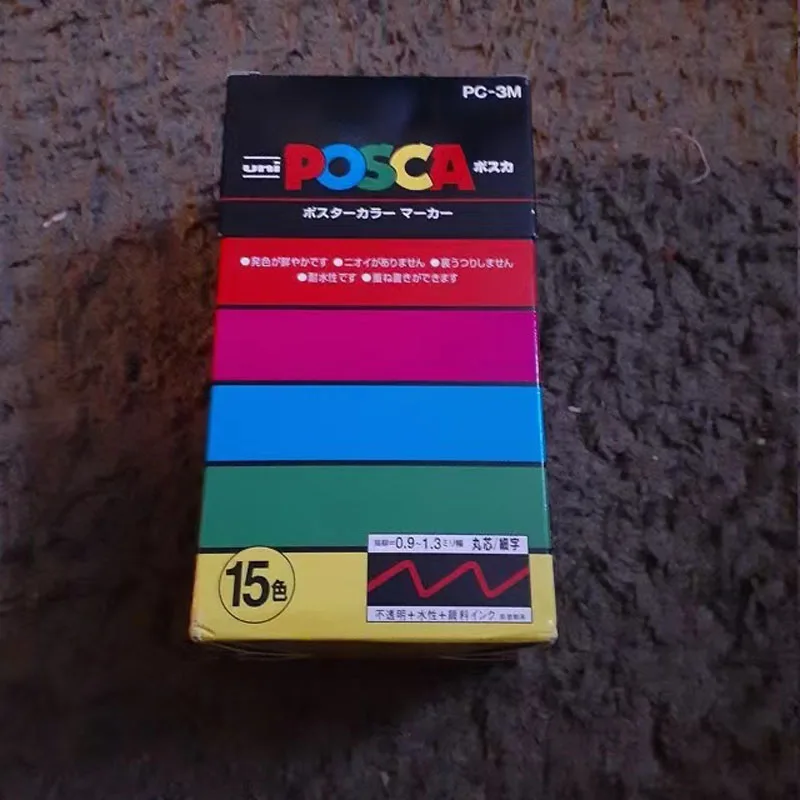 PC-3M
uni POSCA ポスカ
ポスターカラー マーカー
●発色が鮮やかです ●ニオイがありません ●裏うつりしません
●耐水性です ●重ね書きができます
0.9~1.3ミリ幅 丸芯/細字
15色
不透明+水性+顔料インク